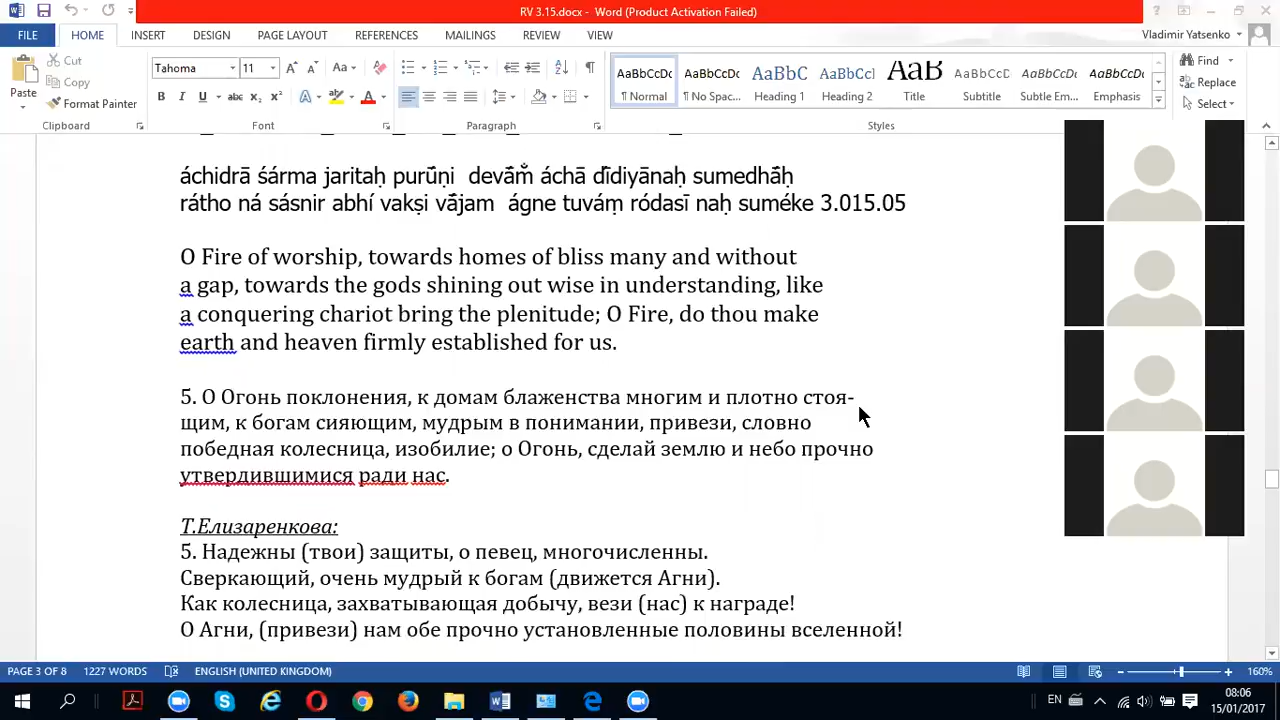 RV 3.15.docx - Word (Product Activation Failed)
FILE HOME INSERT DESIGN PAGE LAYOUT REFERENCES MAILINGS REVIEW VIEW Vladimir Yatsenko
Paste Cut Copy Format Painter
Tahoma 11
AaBbCcDc AaBbCcDc AaBbC AaBbCcl AaB AaBbCcDc AaBbCcDc
¶ Normal ¶ No Spac... Heading 1 Heading 2 Title Subtitle Subtle Em... Emphasis
Find Replace Select
Clipboard Font Paragraph Styles
áchidrā śárma jaritaḥ purū́ṇi devā́m̐ áchā dī́diyānaḥ sumedhā́ḥ
rátho ná sásnir abhí vakṣi vā́jam ágne tuváṃ ródasī naḥ suméke 3.015.05
O Fire of worship, towards homes of bliss many and without
a gap, towards the gods shining out wise in understanding, like
a conquering chariot bring the plenitude; O Fire, do thou make
earth and heaven firmly established for us.
5. О Огонь поклонения, к домам блаженства многим и плотно стоя-
щим, к богам сияющим, мудрым в понимании, привези, словно
победная колесница, изобилие; о Огонь, сделай землю и небо прочно
утвердившимися ради нас.
Т.Елизаренкова:
5. Надежны (твои) защиты, о певец, многочисленны.
Сверкающий, очень мудрый к богам (движется Агни).
Как колесница, захватывающая добычу, вези (нас) к награде!
О Агни, (привези) нам обе прочно установленные половины вселенной!
PAGE 3 OF 8 1227 WORDS ENGLISH (UNITED KINGDOM) 160%
EN 08:06
15/01/2017